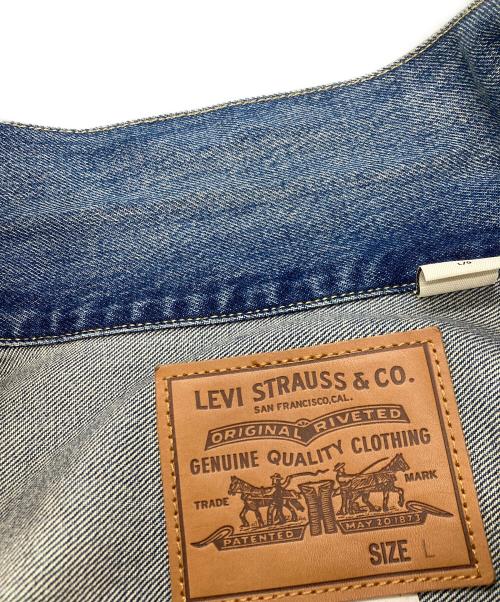 LEVI STRAUSS & CO.
SAN FRANCISCO, CAL.
ORIGINAL RIVETED
GENUINE QUALITY CLOTHING
TRADE MARK
PATENTED MAY 20 1873
SIZE L